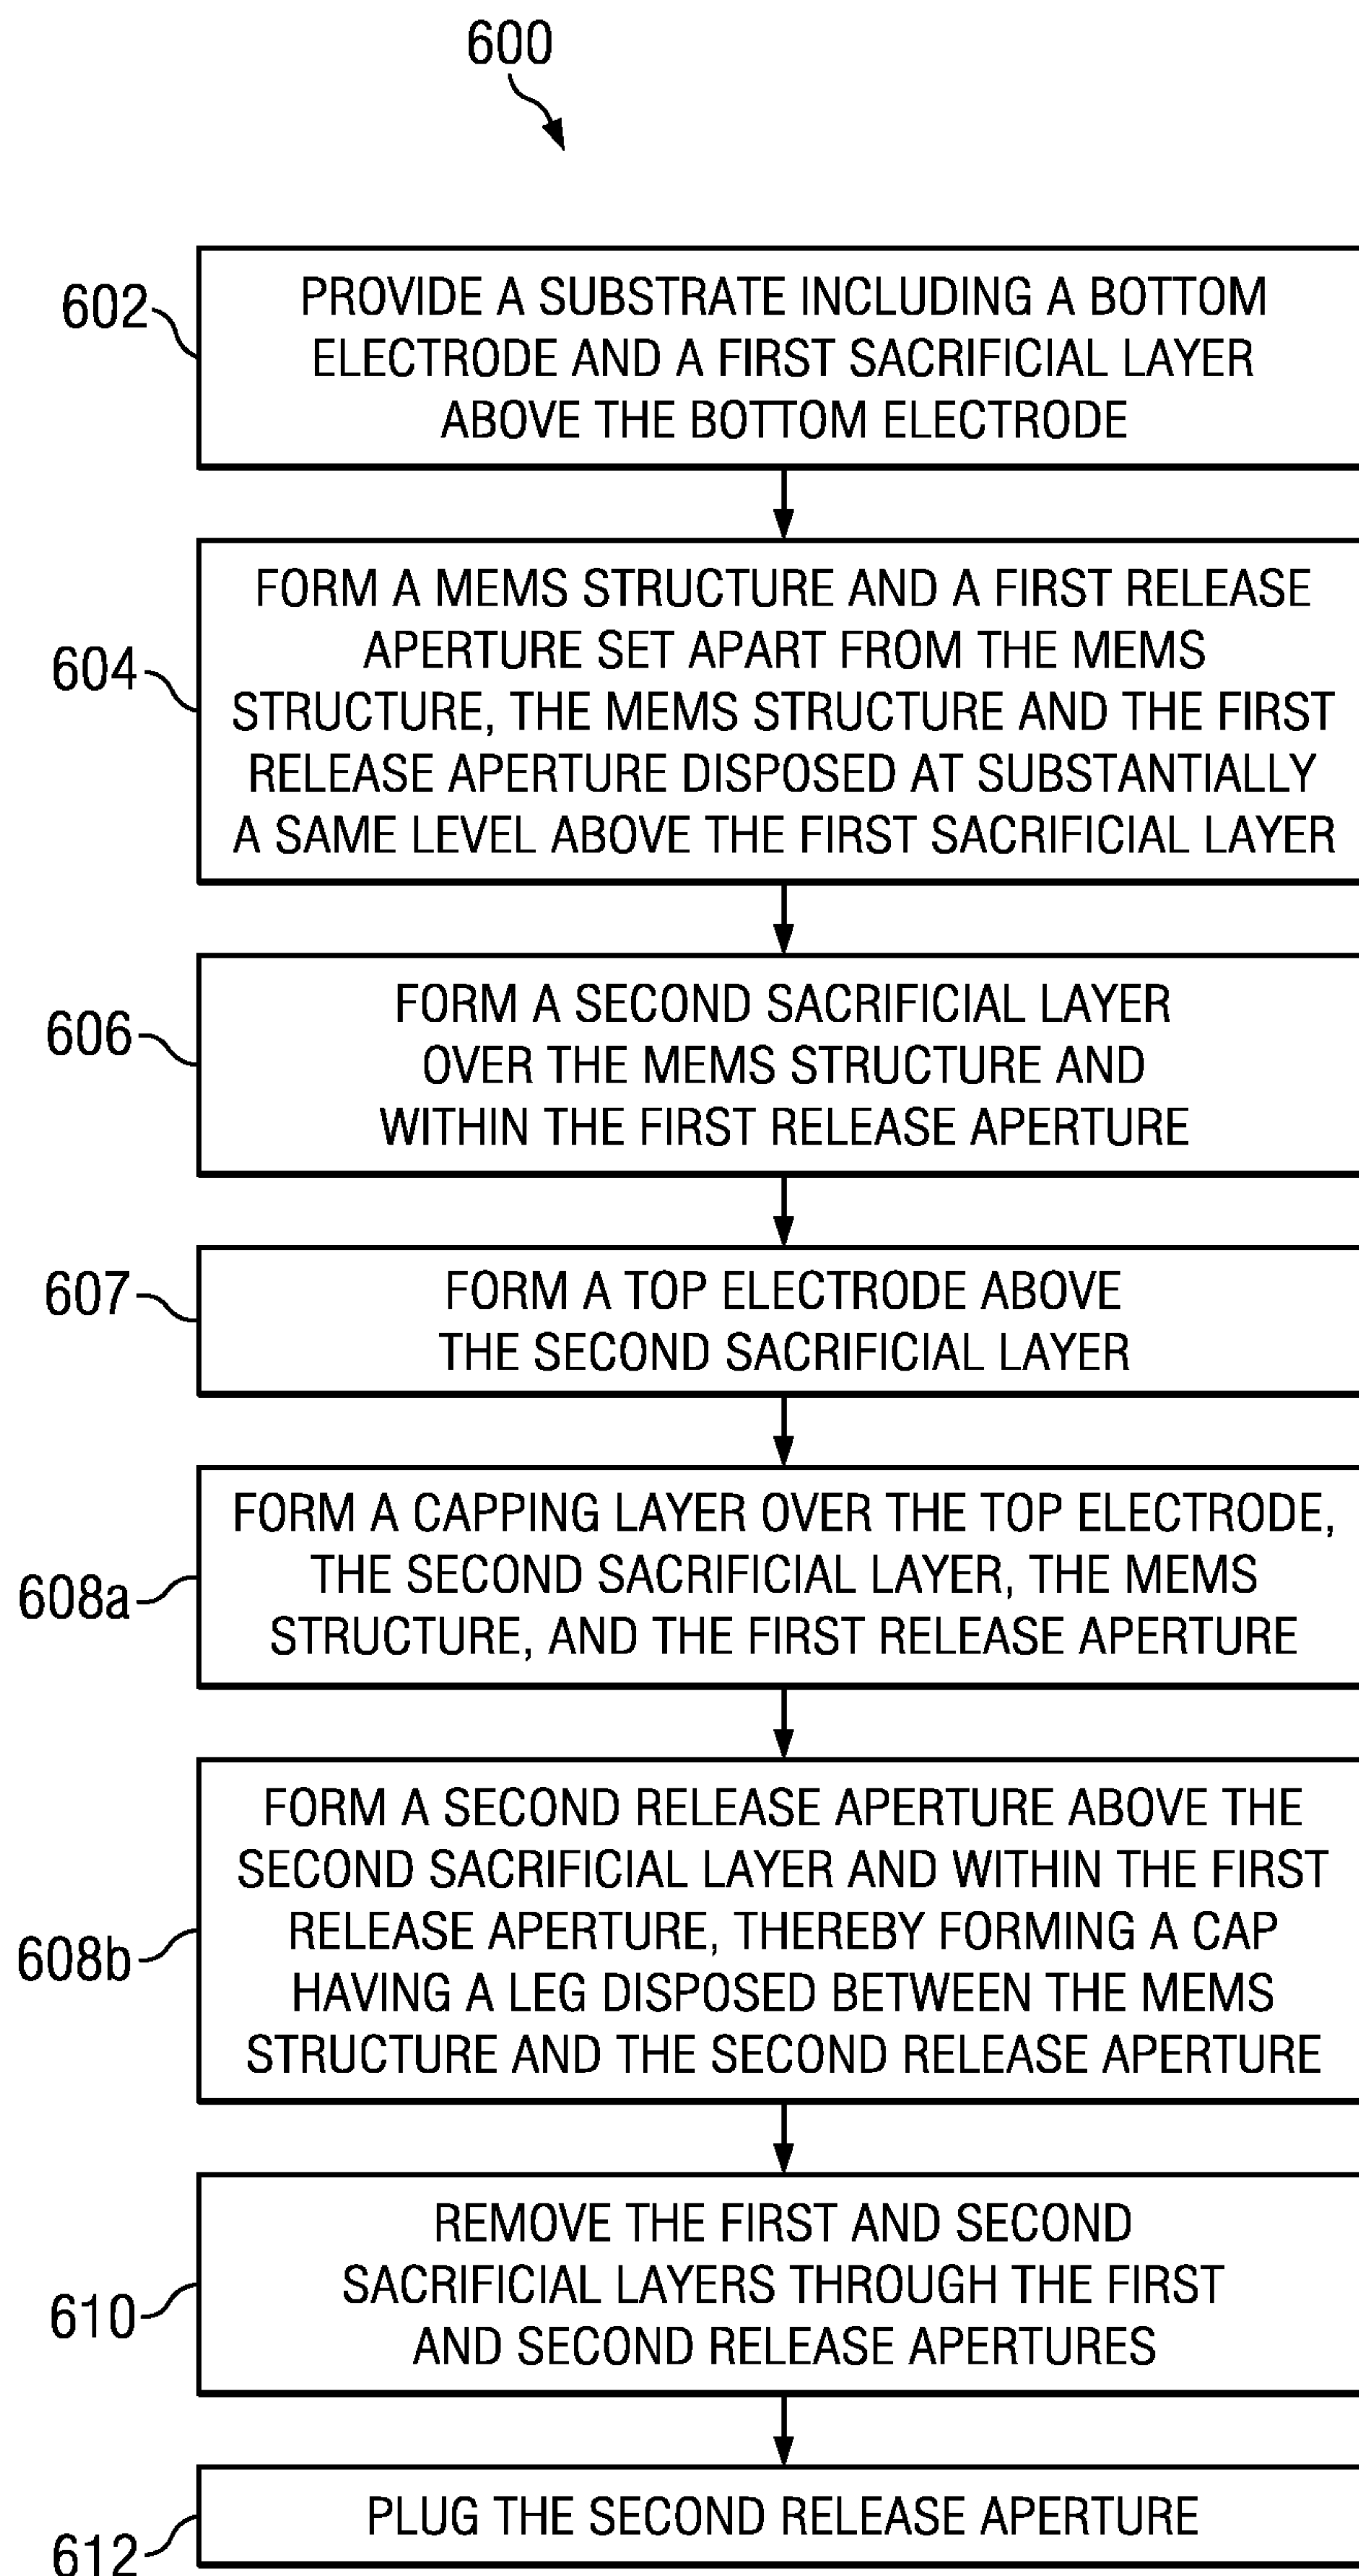 600
602
PROVIDE A SUBSTRATE INCLUDING A BOTTOM
ELECTRODE AND A FIRST SACRIFICIAL LAYER
ABOVE THE BOTTOM ELECTRODE
604
FORM A MEMS STRUCTURE AND A FIRST RELEASE
APERTURE SET APART FROM THE MEMS
STRUCTURE, THE MEMS STRUCTURE AND THE FIRST
RELEASE APERTURE DISPOSED AT SUBSTANTIALLY
A SAME LEVEL ABOVE THE FIRST SACRIFICIAL LAYER
606
FORM A SECOND SACRIFICIAL LAYER
OVER THE MEMS STRUCTURE AND
WITHIN THE FIRST RELEASE APERTURE
607
FORM A TOP ELECTRODE ABOVE
THE SECOND SACRIFICIAL LAYER
608a
FORM A CAPPING LAYER OVER THE TOP ELECTRODE,
THE SECOND SACRIFICIAL LAYER, THE MEMS
STRUCTURE, AND THE FIRST RELEASE APERTURE
608b
FORM A SECOND RELEASE APERTURE ABOVE THE
SECOND SACRIFICIAL LAYER AND WITHIN THE FIRST
RELEASE APERTURE, THEREBY FORMING A CAP
HAVING A LEG DISPOSED BETWEEN THE MEMS
STRUCTURE AND THE SECOND RELEASE APERTURE
610
REMOVE THE FIRST AND SECOND
SACRIFICIAL LAYERS THROUGH THE FIRST
AND SECOND RELEASE APERTURES
612
PLUG THE SECOND RELEASE APERTURE